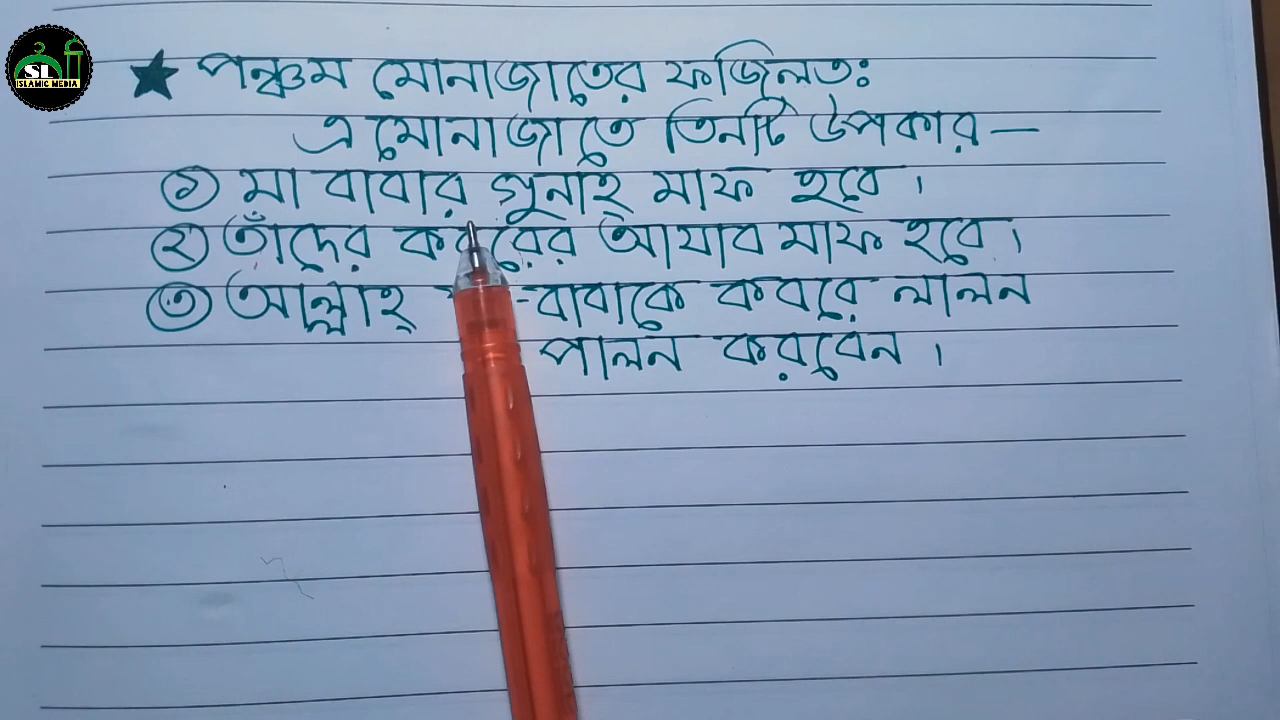 SL
ISLAMIC MEDIA
★ পঞ্চম মোনাজাতের ফজিলতঃ
এ মোনাজাতে তিনটি উপকার —
১ মা বাবার গুনাহ্ মাফ হবে।
২ তাঁদের কবরের আযাব মাফ হবে।
৩ আল্লাহ্ -বাবাকে কবরে লালন
পালন করবেন।